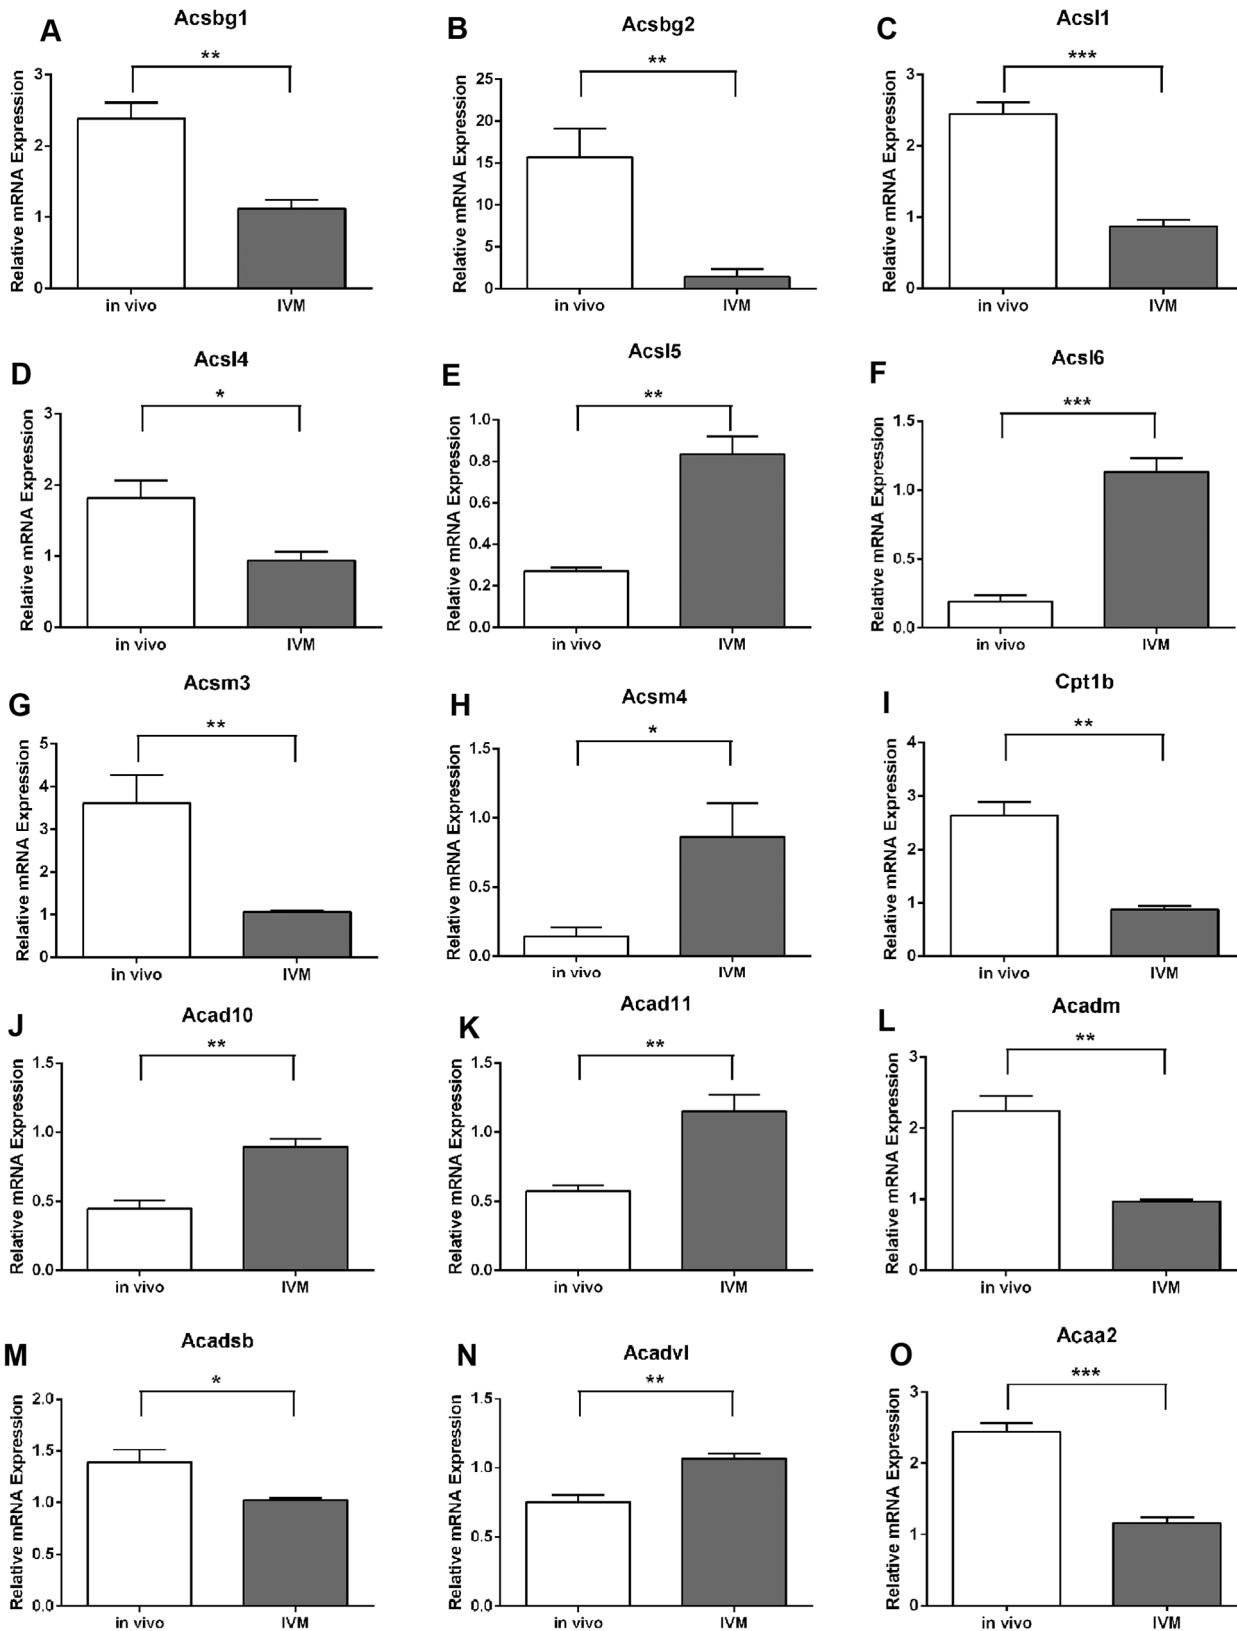 A
Acsbg1
**
Relative mRNA Expression
3
2
1
0
in vivo
IVM
B
Acsbg2
**
Relative mRNA Expression
25
20
15
10
5
0
in vivo
IVM
C
Acsl1
***
Relative mRNA Expression
3
2
1
0
in vivo
IVM
D
Acsl4
*
Relative mRNA Expression
3
2
1
0
in vivo
IVM
E
Acsl5
**
Relative mRNA Expression
1.0
0.8
0.6
0.4
0.2
0.0
in vivo
IVM
F
Acsl6
***
Relative mRNA Expression
1.5
1.0
0.5
0.0
in vivo
IVM
G
Acsm3
**
Relative mRNA Expression
5
4
3
2
1
0
in vivo
IVM
H
Acsm4
*
Relative mRNA Expression
1.5
1.0
0.5
0.0
in vivo
IVM
I
Cpt1b
**
Relative mRNA Expression
4
3
2
1
0
in vivo
IVM
J
Acad10
**
Relative mRNA Expression
1.5
1.0
0.5
0.0
in vivo
IVM
K
Acad11
**
Relative mRNA Expression
1.5
1.0
0.5
0.0
in vivo
IVM
L
Acadm
**
Relative mRNA Expression
3
2
1
0
in vivo
IVM
M
Acadsb
*
Relative mRNA Expression
2.0
1.5
1.0
0.5
0.0
in vivo
IVM
N
Acadvl
**
Relative mRNA Expression
1.5
1.0
0.5
0.0
in vivo
IVM
O
Acaa2
***
Relative mRNA Expression
3
2
1
0
in vivo
IVM